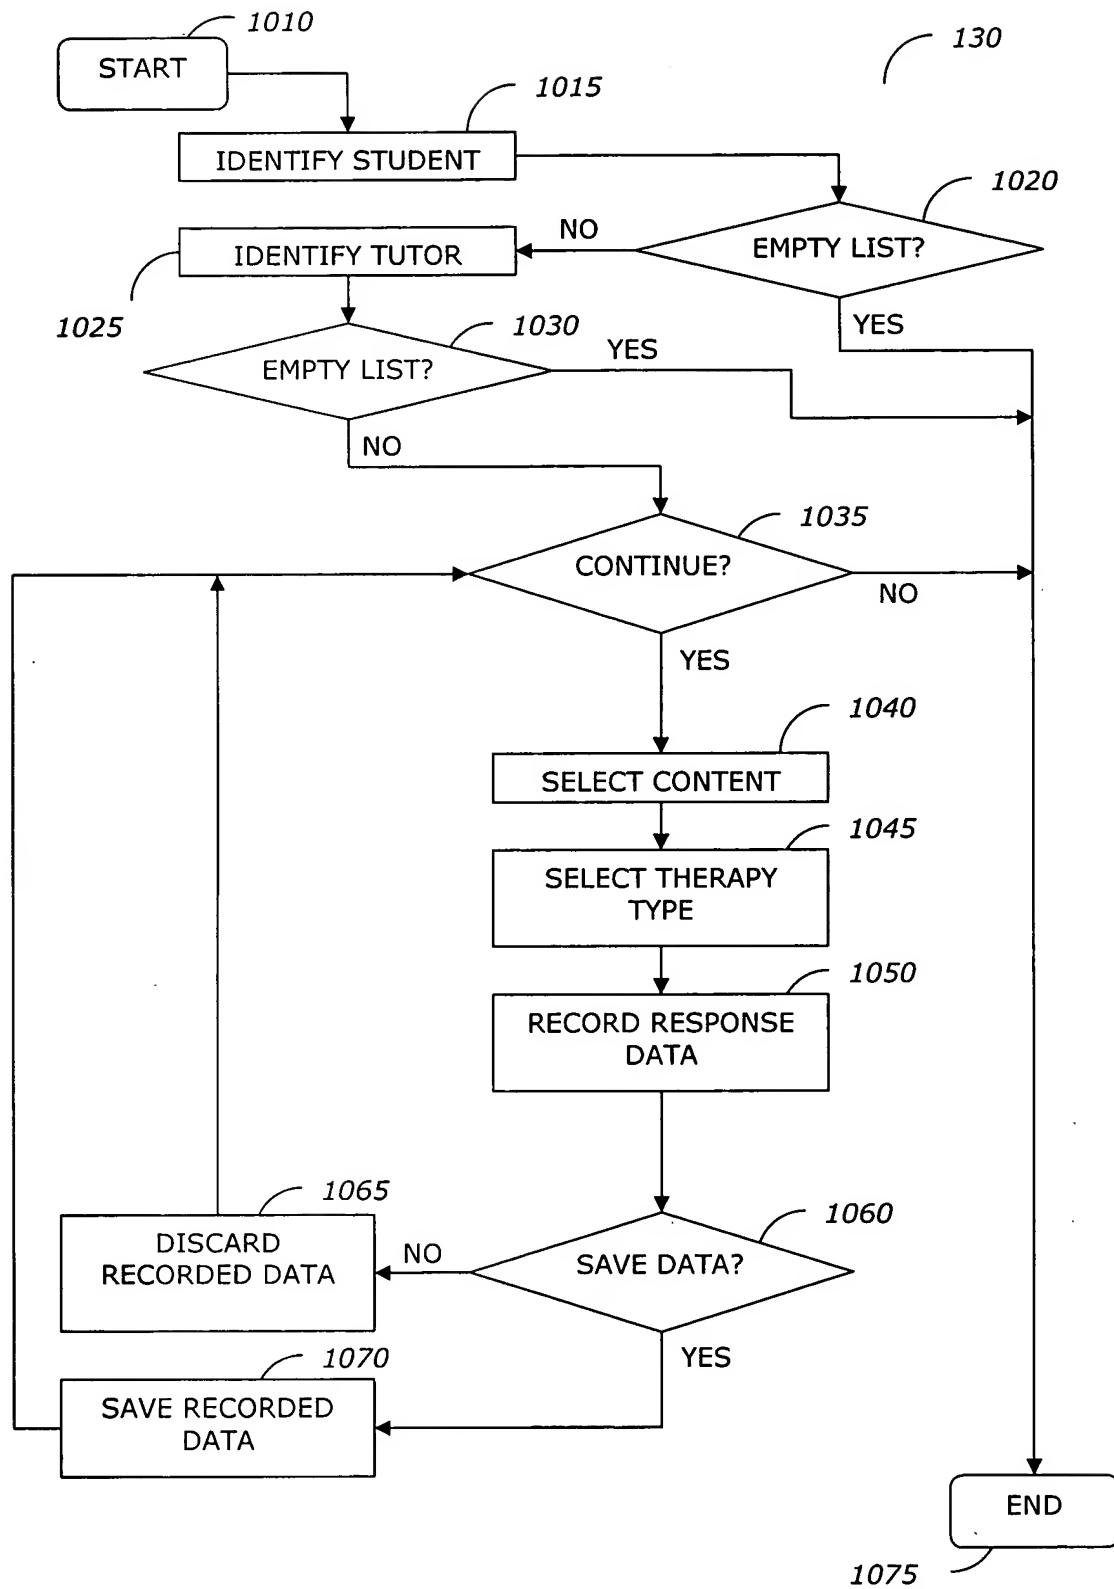 1010
START
130
1015
IDENTIFY STUDENT
1020
EMPTY LIST?
NO
IDENTIFY TUTOR
1025
YES
1030
EMPTY LIST?
YES
NO
1035
CONTINUE?
NO
YES
1040
SELECT CONTENT
1045
SELECT THERAPY
TYPE
1050
RECORD RESPONSE
DATA
1065
DISCARD
RECORDED DATA
NO
1060
SAVE DATA?
YES
1070
SAVE RECORDED
DATA
END
1075